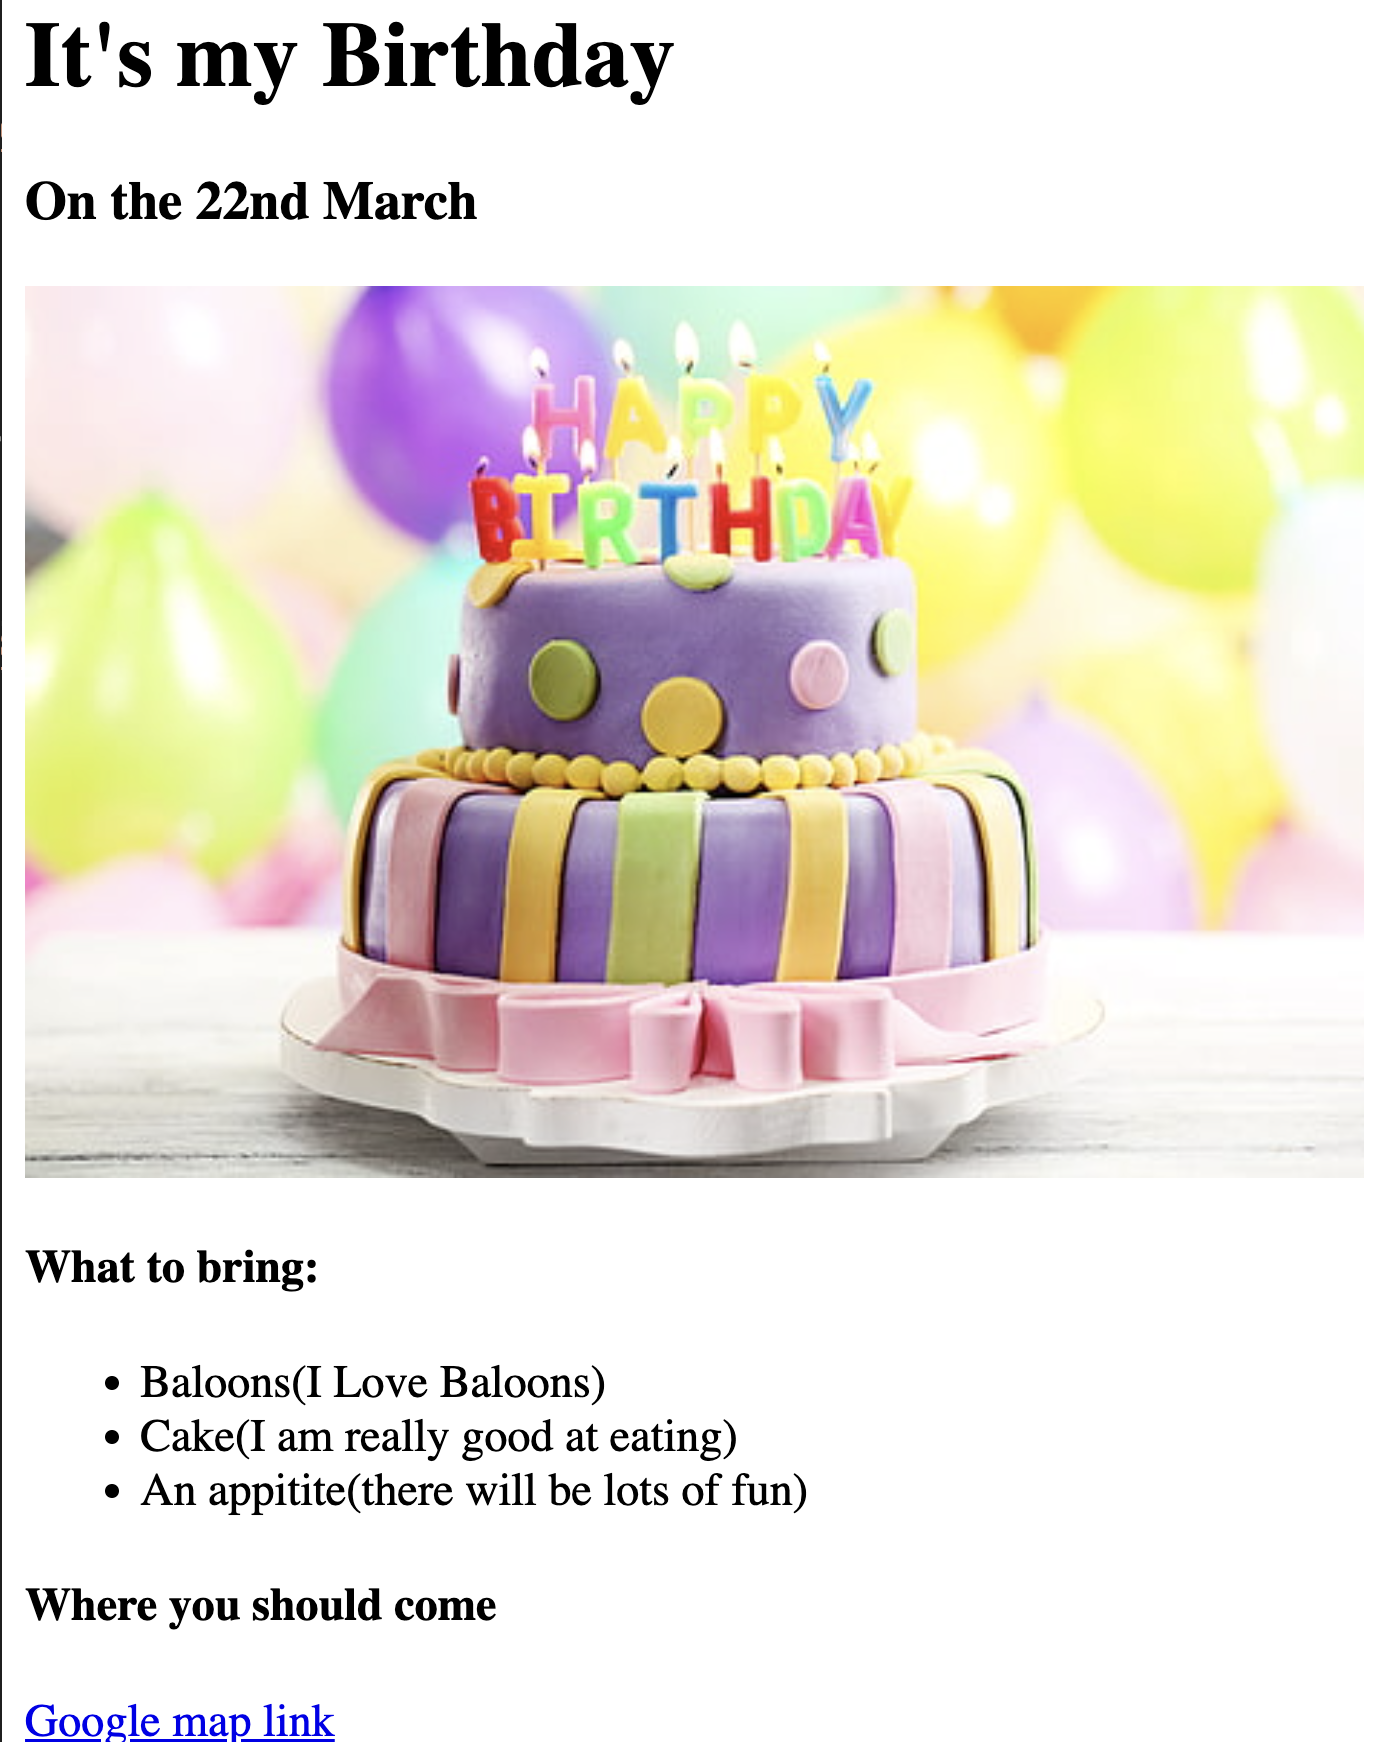 It's my Birthday
On the 22nd March
HAPPY
BIRTHDAY
What to bring:
Baloons(I Love Baloons)
Cake(I am really good at eating)
An appitite(there will be lots of fun)
Where you should come
Google map link